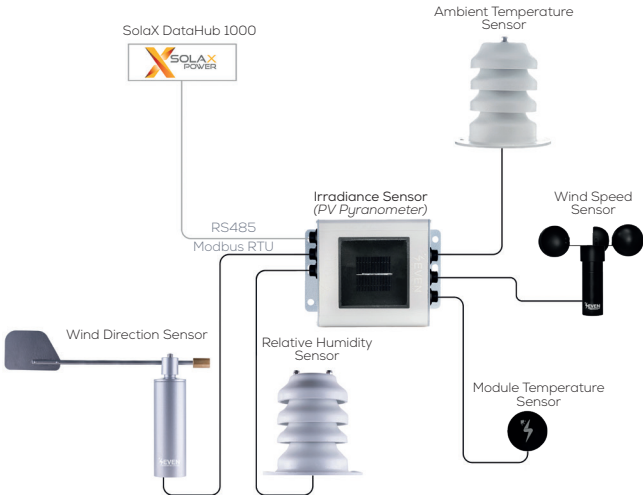 SolaX DataHub 1000
SOLAX
POWER
Ambient Temperature
Sensor
Irradiance Sensor
(PV Pyranometer)
Wind Speed
Sensor
RS485
Modbus RTU
SEVEN
Wind Direction Sensor
Relative Humidity
Sensor
SEVEN
Module Temperature
Sensor